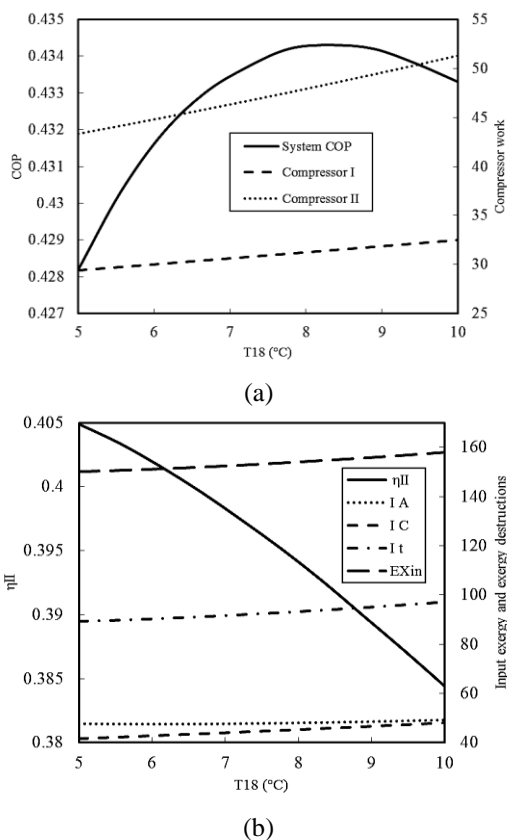 0.435
0.434
0.433
0.432
0.431
0.43
0.429
0.428
0.427
COP
55
50
45
40
35
30
25
Compressor work
System COP
Compressor I
Compressor II
5 6 7 8 9 10
T18 (°C)
(a)
0.405
0.4
0.395
0.39
0.385
0.38
ηII
160
140
120
100
80
60
40
Input exergy and exergy destructions
ηII
I A
I C
I t
EXin
5 6 7 8 9 10
T18 (°C)
(b)